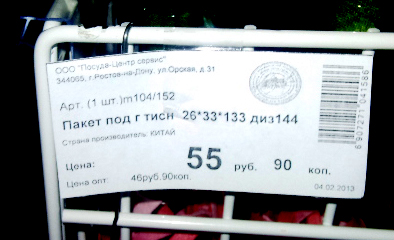 ООО "Посуда-Центр сервис"
344065, г.Ростов-на-Дону, ул.Орская, д.31
Арт. (1 шт.)m104/152
Пакет под г тисн 26*33*133 диз144
Страна производитель: КИТАЙ
Цена: 55 руб. 90 коп.
Цена опт: 46руб.90коп.
04.02.2013
6907271041586